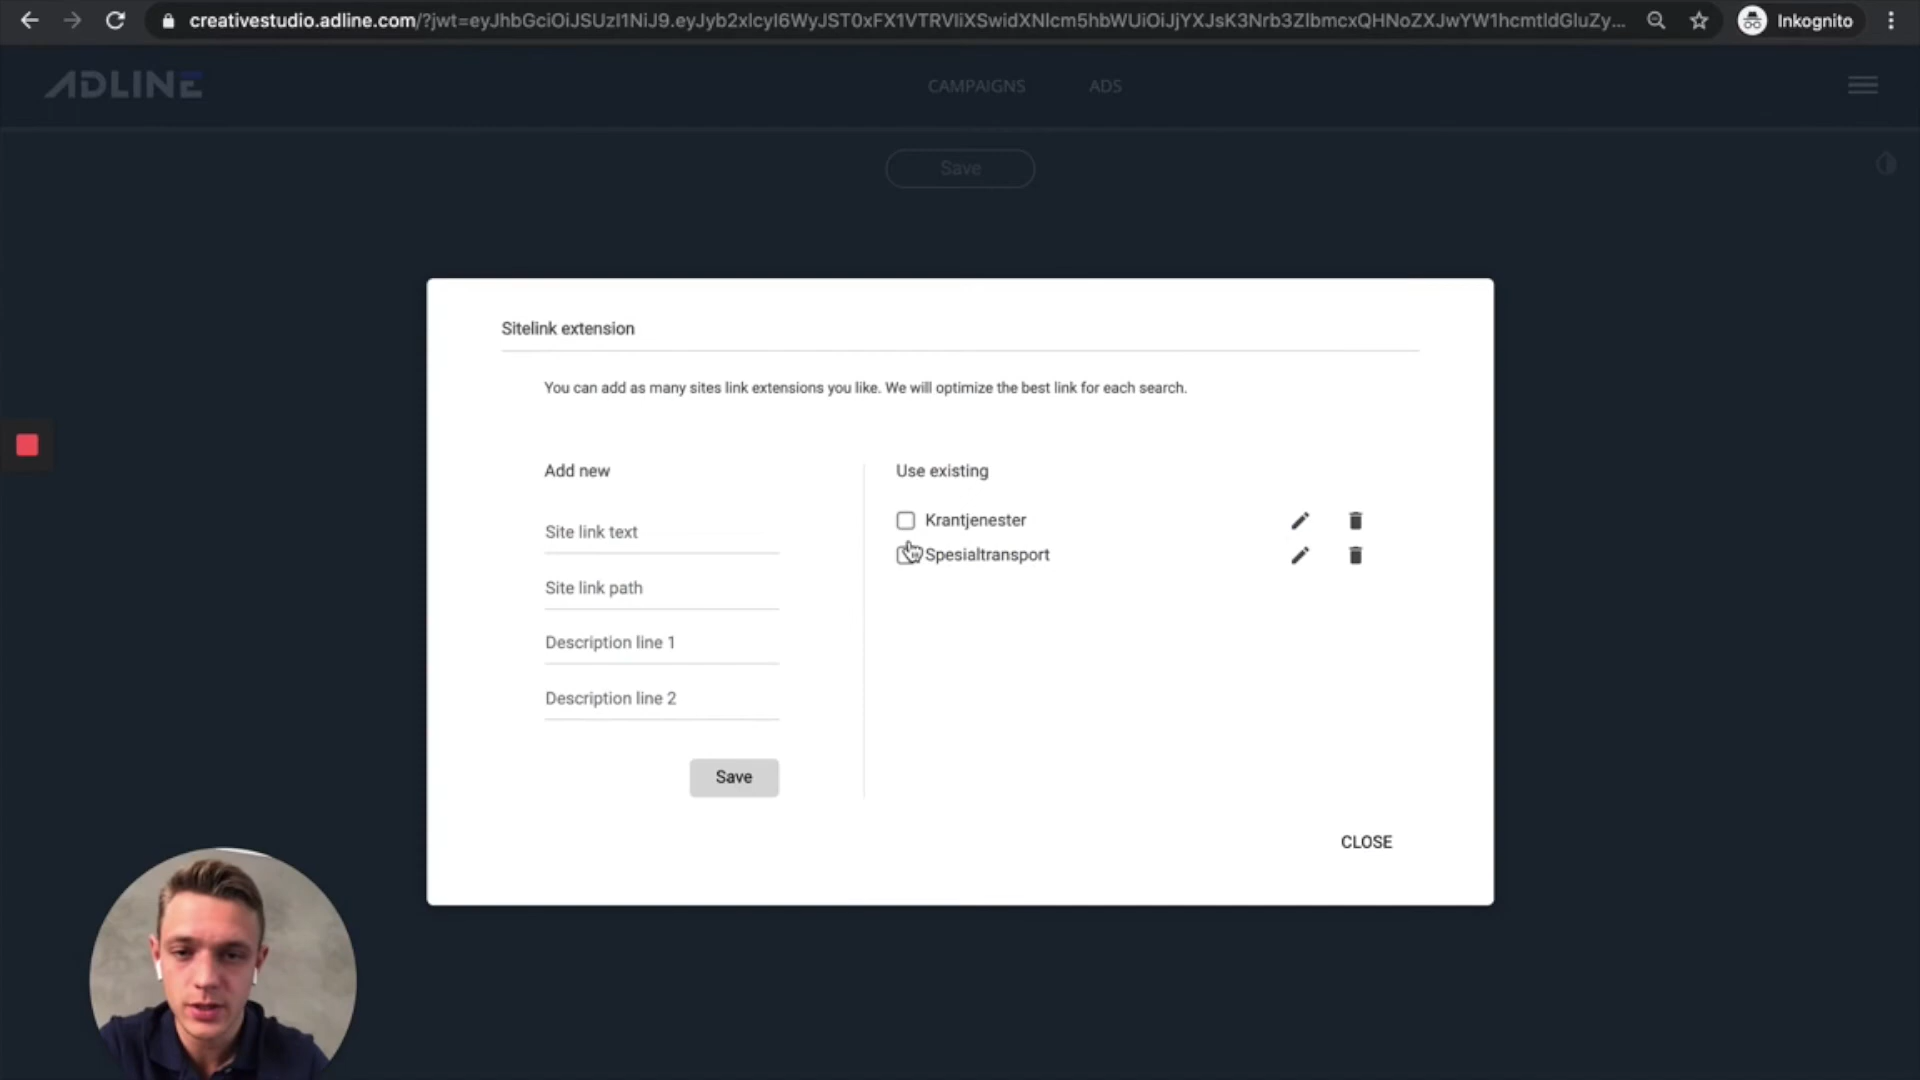 creativestudio.adline.com/?jwt=eyJhbGciOiJSUzI1NiJ9.eyJyb2xlcyI6WyJST0xFX1VTRVIiXSwidXNlcm5hbWUiOiJjYXJsK3Nrb3ZlbmcxQHNoZXJwYW1hcmtldGluZy...
Inkognito
ADLINE
CAMPAIGNS
ADS
Save
Sitelink extension
You can add as many sites link extensions you like. We will optimize the best link for each search.
Add new
Site link text
Site link path
Description line 1
Description line 2
Save
Use existing
Krantjenester
Spesialtransport
CLOSE